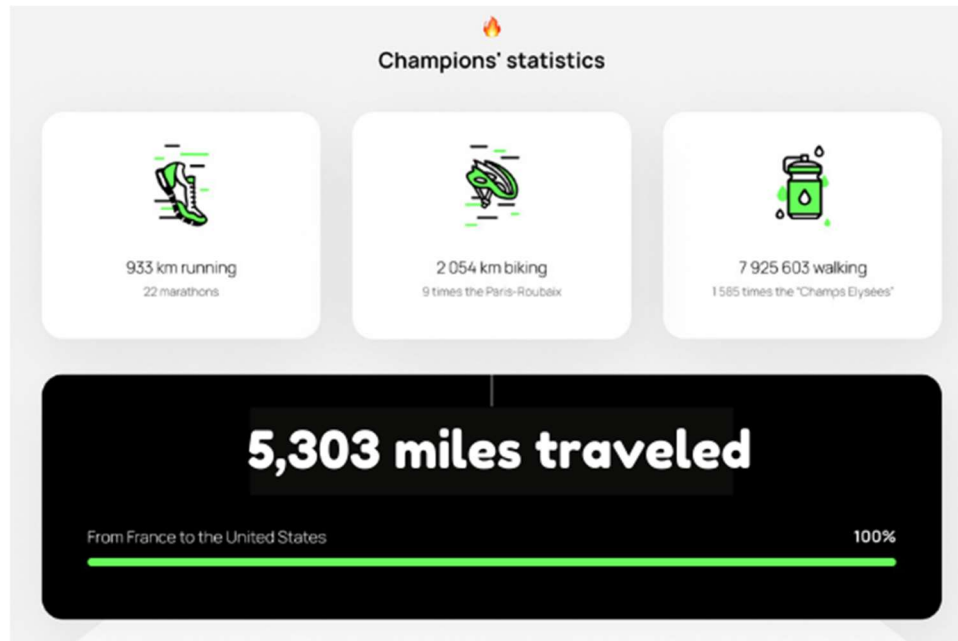 Champions' statistics
933 km running
22 marathons
2 054 km biking
9 times the Paris-Roubaix
7 925 603 walking
1 585 times the "Champs Elysées"
5,303 miles traveled
From France to the United States
100%